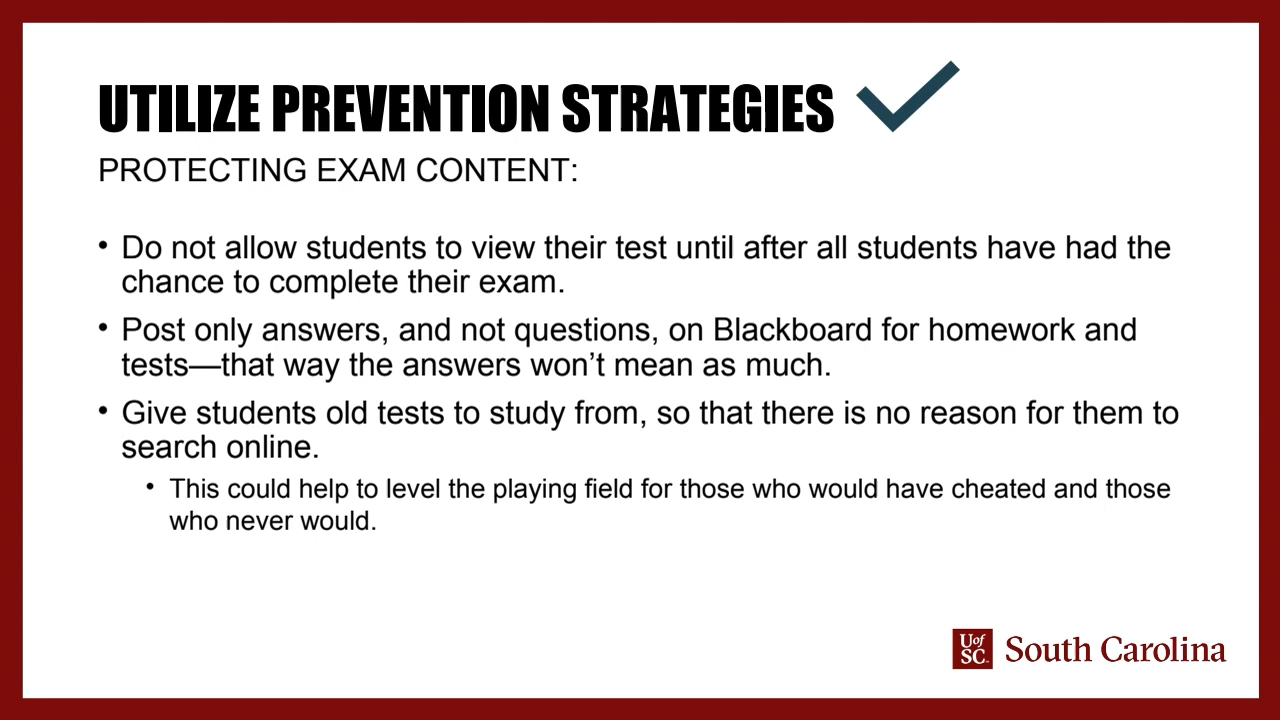 UTILIZE PREVENTION STRATEGIES
PROTECTING EXAM CONTENT:
• Do not allow students to view their test until after all students have had the
chance to complete their exam.
• Post only answers, and not questions, on Blackboard for homework and
tests—that way the answers won’t mean as much.
• Give students old tests to study from, so that there is no reason for them to
search online.
• This could help to level the playing field for those who would have cheated and those
who never would.
UofSC South Carolina